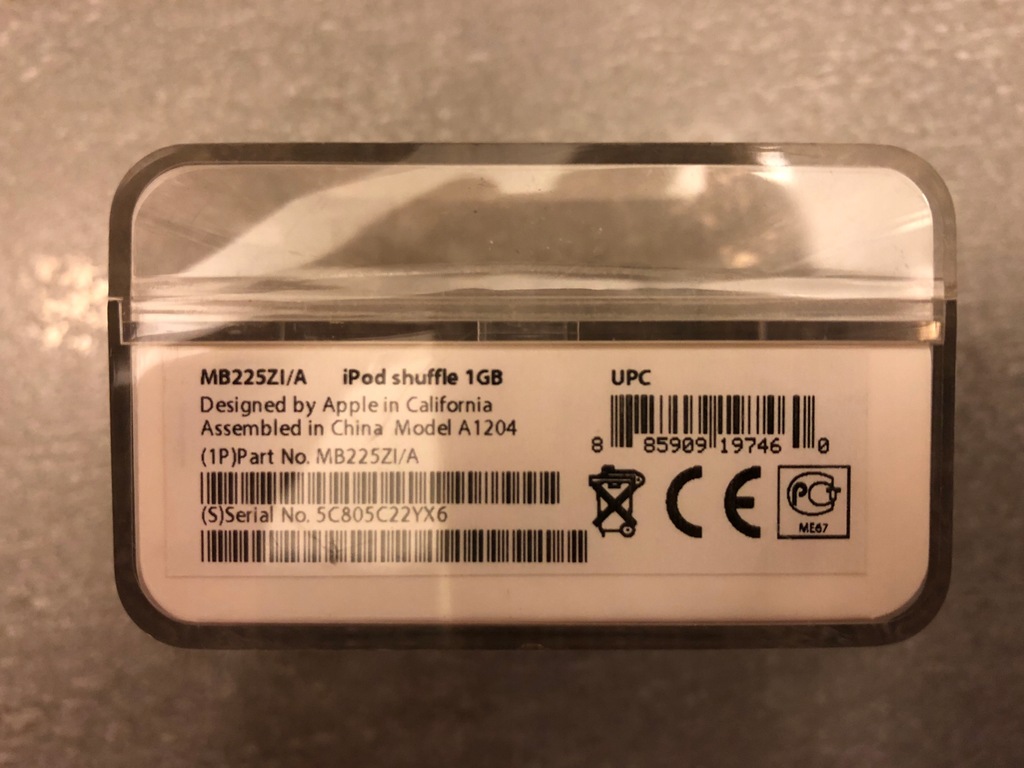 MB225ZI/A iPod shuffle 1GB
Designed by Apple in California
Assembled in China Model A1204
(1P)Part No. MB225ZI/A
(S)Serial No. 5C805C22YX6
UPC
8 85909 19746 0
CE
PCT
ME67